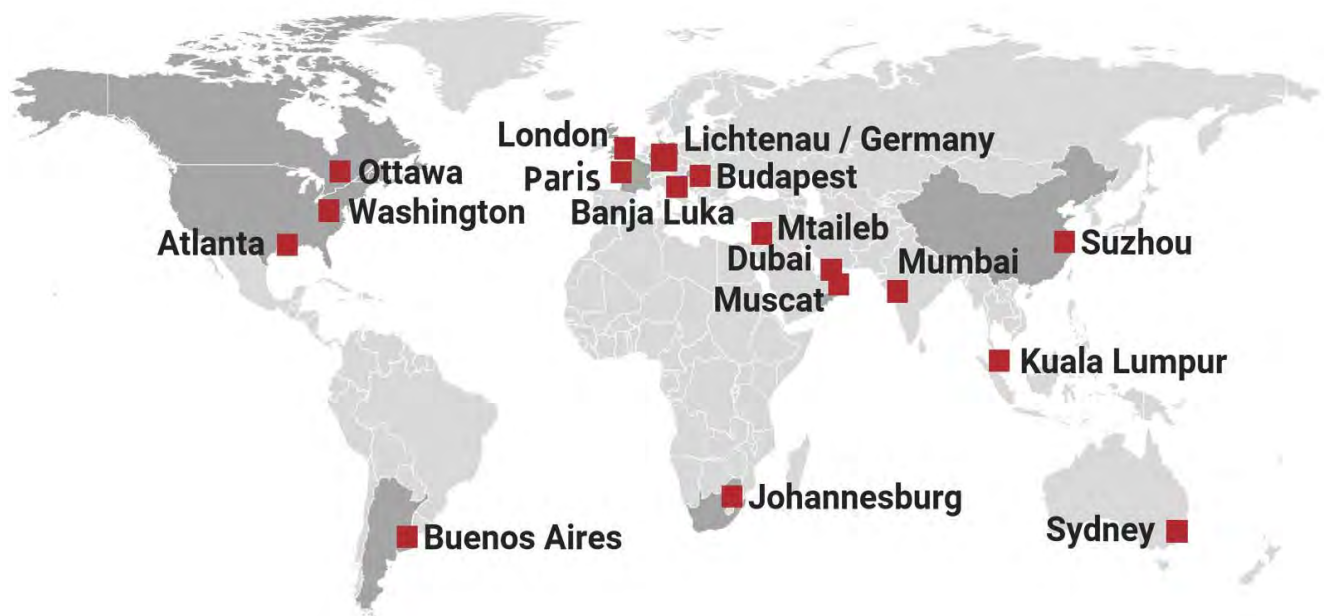 London
Lichtenau / Germany
Ottawa
Paris
Budapest
Washington
Banja Luka
Atlanta
Mtaileb
Suzhou
Dubai
Mumbai
Muscat
Kuala Lumpur
Johannesburg
Sydney
Buenos Aires